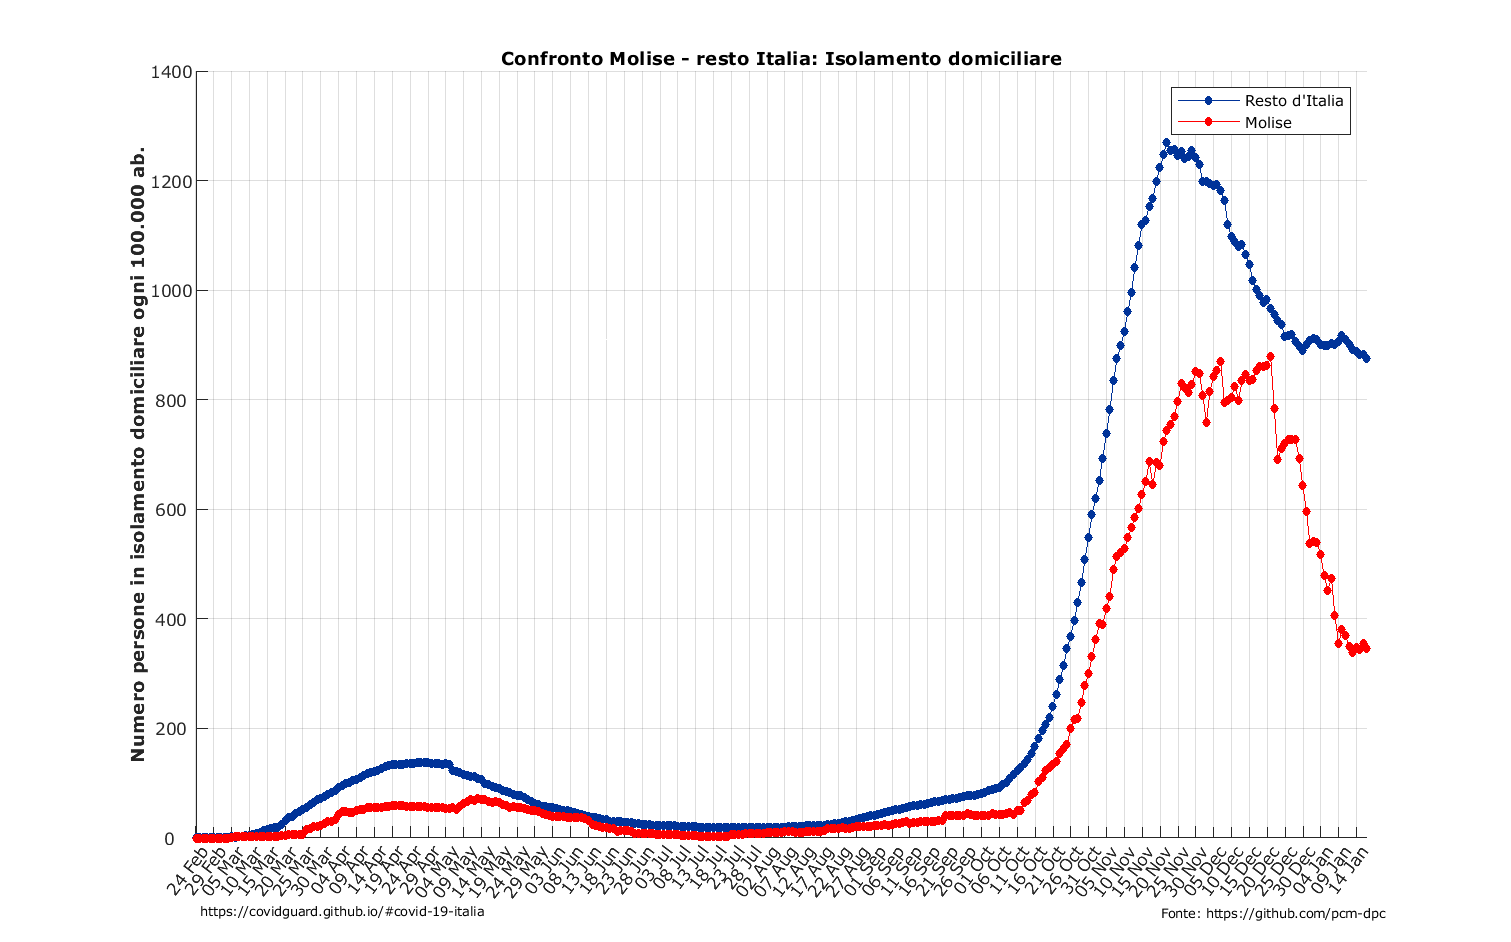 Confronto Molise - resto Italia: Isolamento domiciliare
Numero persone in isolamento domiciliare ogni 100.000 ab.
1400
1200
1000
800
600
400
200
0
Resto d'Italia
Molise
24 Feb
29 Feb
05 Mar
10 Mar
15 Mar
20 Mar
25 Mar
30 Mar
04 Apr
09 Apr
14 Apr
19 Apr
24 Apr
29 Apr
04 May
09 May
14 May
19 May
24 May
29 May
03 Jun
08 Jun
13 Jun
18 Jun
23 Jun
28 Jun
03 Jul
08 Jul
13 Jul
18 Jul
23 Jul
28 Jul
02 Aug
07 Aug
12 Aug
17 Aug
22 Aug
27 Aug
01 Sep
06 Sep
11 Sep
16 Sep
21 Sep
26 Sep
01 Oct
06 Oct
11 Oct
16 Oct
21 Oct
26 Oct
31 Oct
05 Nov
10 Nov
15 Nov
20 Nov
25 Nov
30 Nov
05 Dec
10 Dec
15 Dec
20 Dec
25 Dec
30 Dec
04 Jan
09 Jan
14 Jan
https://covidguard.github.io/#covid-19-italia
Fonte: https://github.com/pcm-dpc